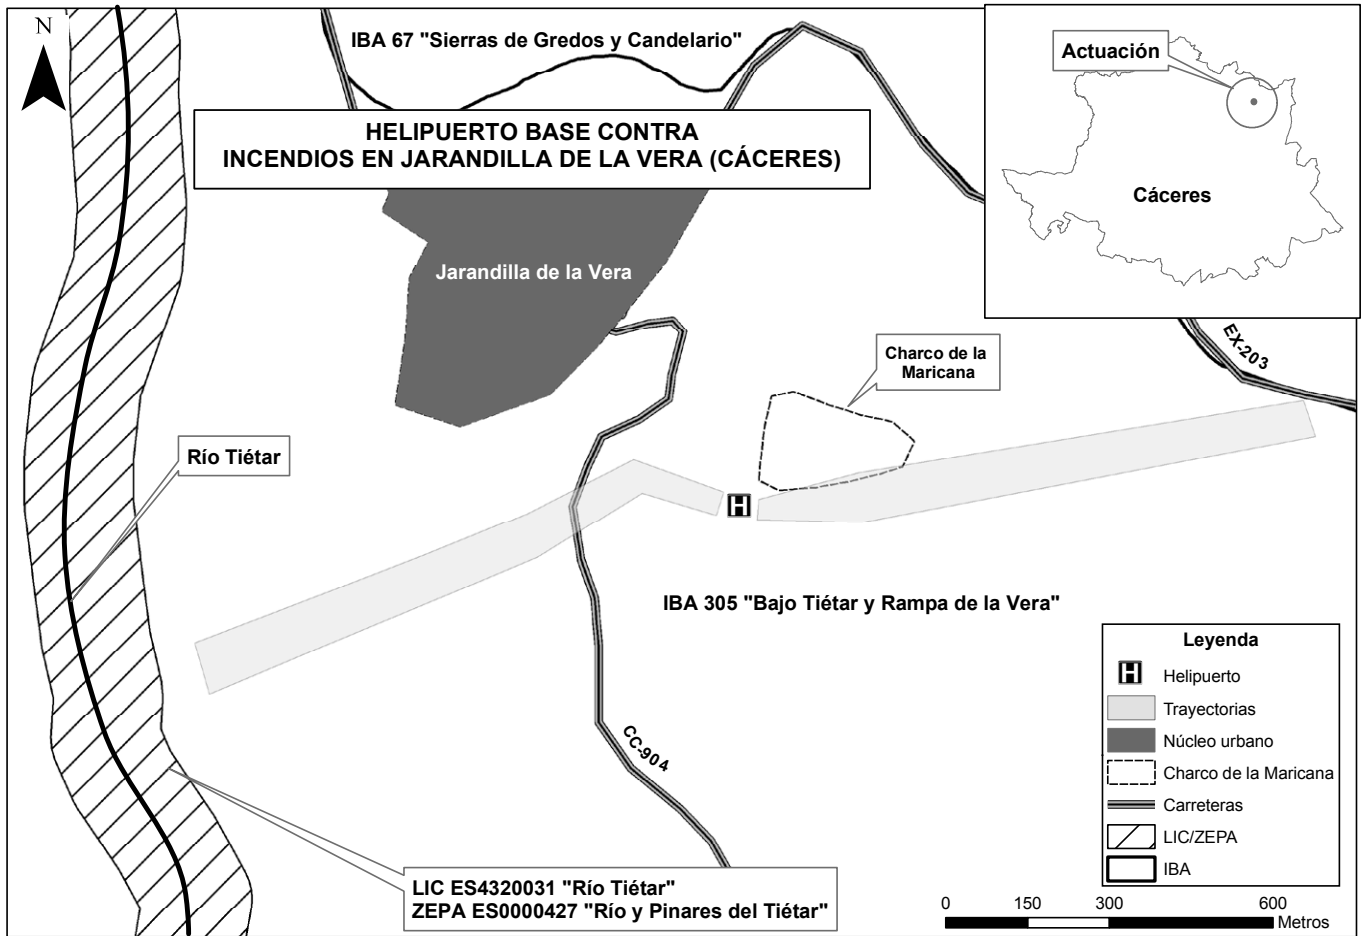 N
IBA 67 "Sierras de Gredos y Candelario"
HELIPUERTO BASE CONTRA
INCENDIOS EN JARANDILLA DE LA VERA (CÁCERES)
Actuación
Cáceres
Jarandilla de la Vera
Charco de la
Maricana
EX-203
Río Tiétar
H
IBA 305 "Bajo Tiétar y Rampa de la Vera"
CC-904
LIC ES4320031 "Río Tiétar"
ZEPA ES0000427 "Río y Pinares del Tiétar"
Leyenda
H Helipuerto
Trayectorias
Núcleo urbano
Charco de la Maricana
Carreteras
LIC/ZEPA
IBA
0 150 300 600
Metros